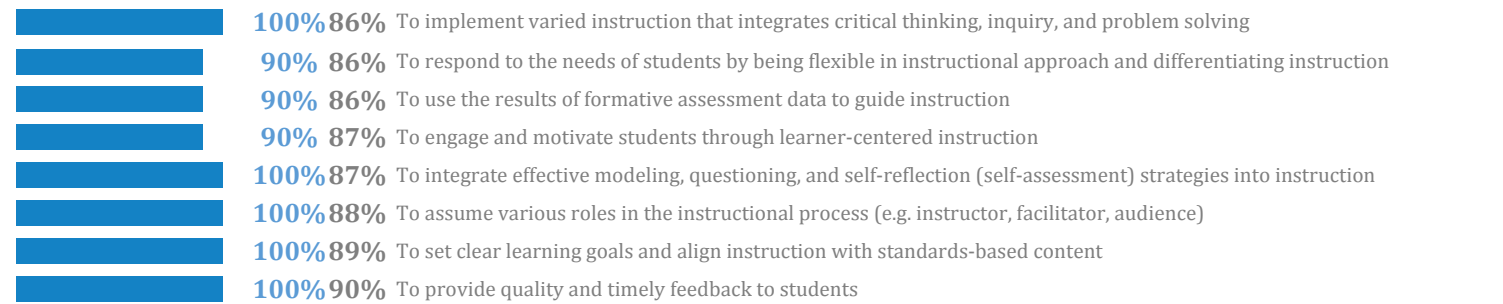 100% 86% To implement varied instruction that integrates critical thinking, inquiry, and problem solving
90% 86% To respond to the needs of students by being flexible in instructional approach and differentiating instruction
90% 86% To use the results of formative assessment data to guide instruction
90% 87% To engage and motivate students through learner-centered instruction
100% 87% To integrate effective modeling, questioning, and self-reflection (self-assessment) strategies into instruction
100% 88% To assume various roles in the instructional process (e.g. instructor, facilitator, audience)
100% 89% To set clear learning goals and align instruction with standards-based content
100% 90% To provide quality and timely feedback to students